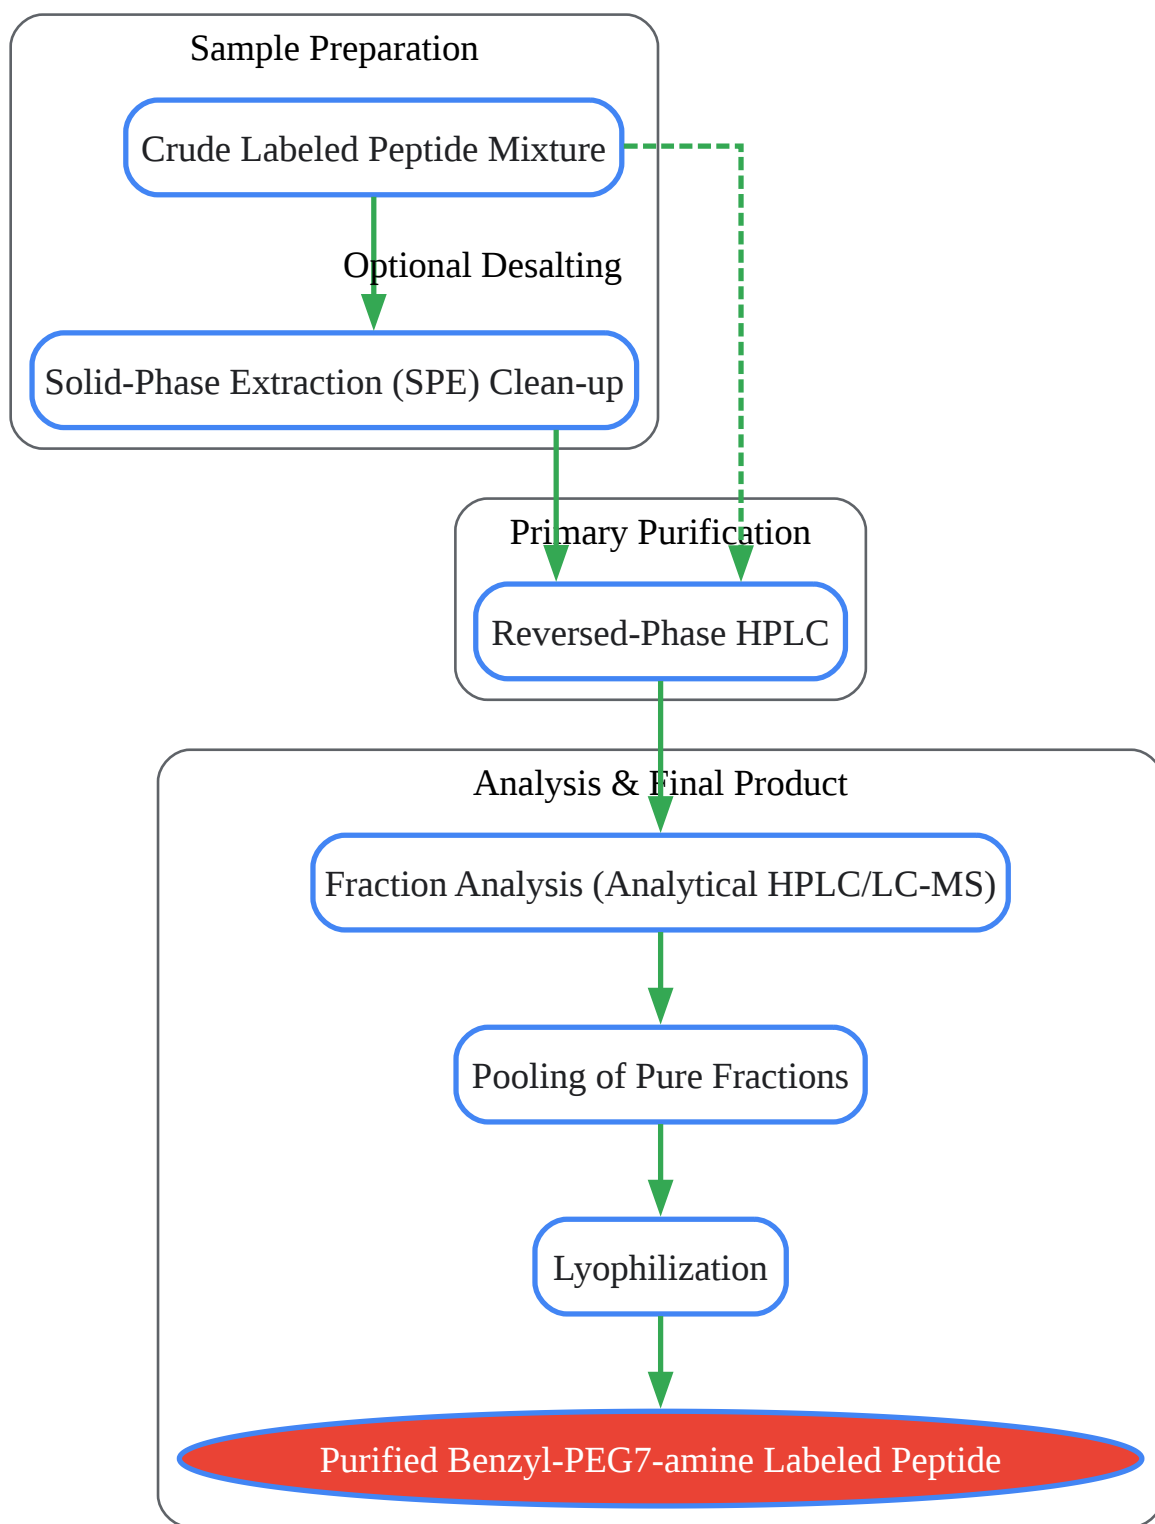 Sample Preparation
Crude Labeled Peptide Mixture
Optional Desalting
Solid-Phase Extraction (SPE) Clean-up
Primary Purification
Reversed-Phase HPLC
Analysis & Final Product
Fraction Analysis (Analytical HPLC/LC-MS)
Pooling of Pure Fractions
Lyophilization
Purified Benzyl-PEG7-amine Labeled Peptide